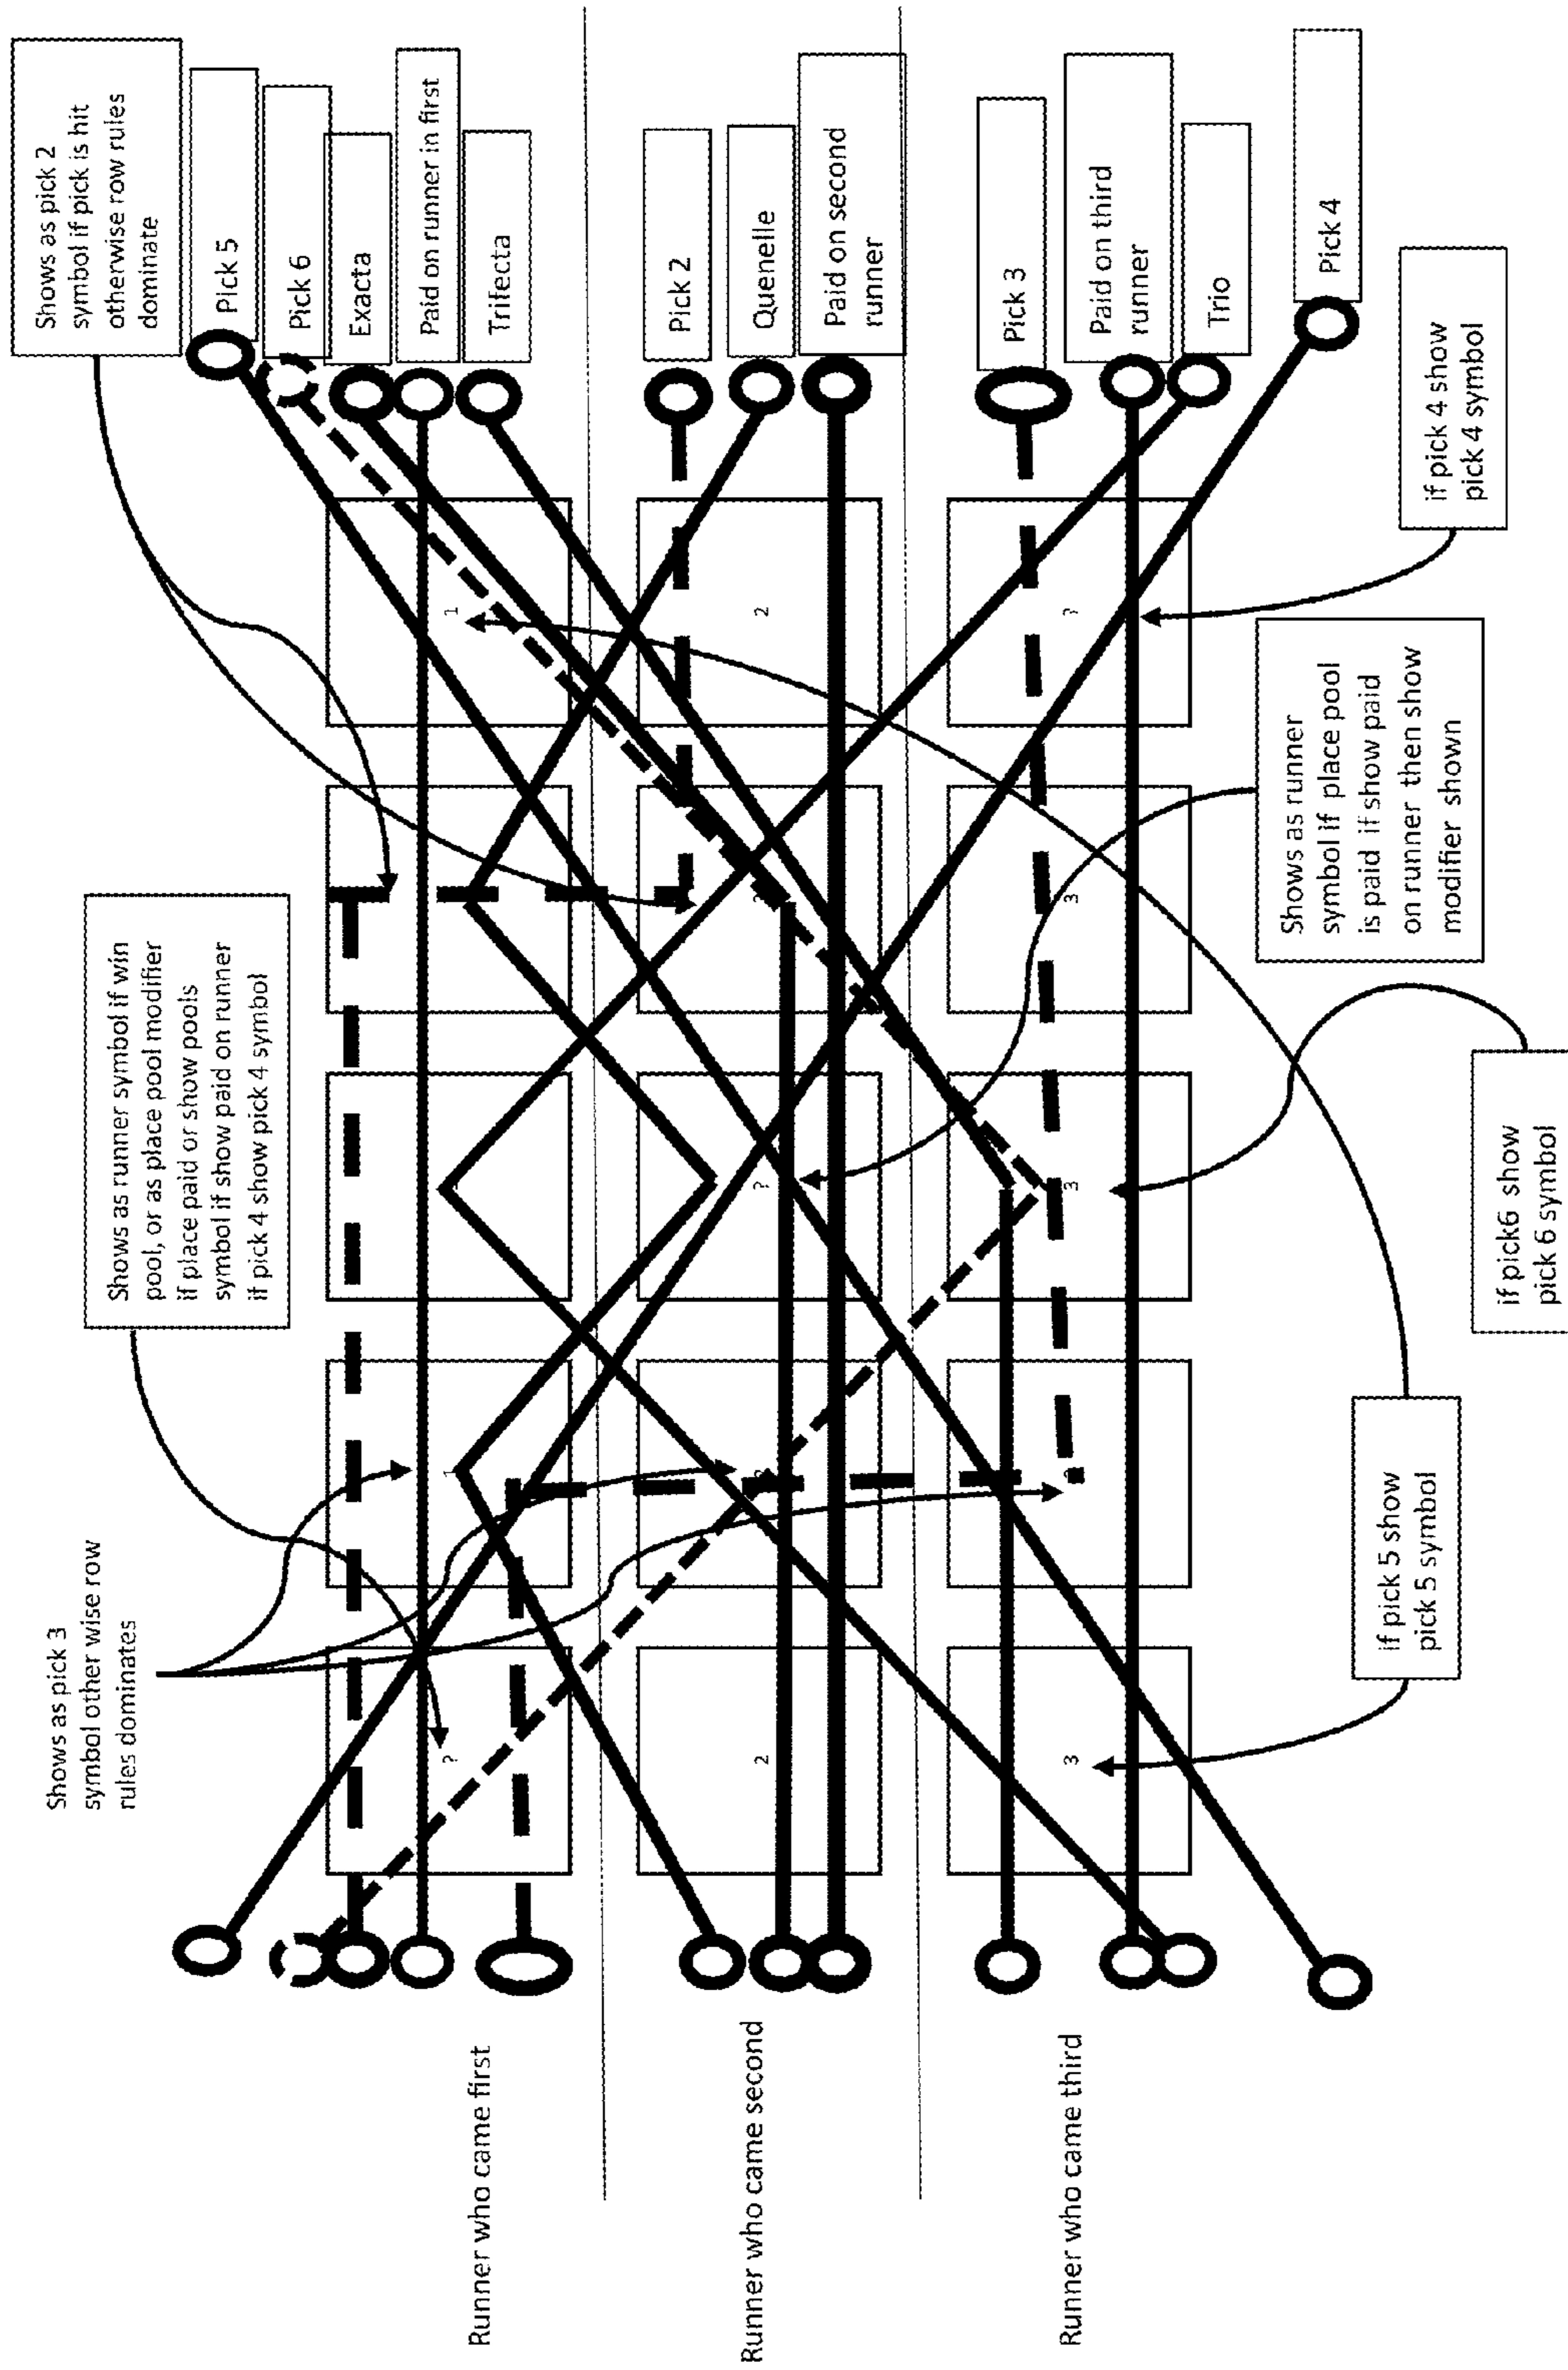 Shows as pick 3
symbol other wise row
rules dominates
Shows as runner symbol if win
pool, or as place pool modifier
if place paid or show pools
symbol if show paid on runner
if pick 4 show pick 4 symbol
Shows as pick 2
symbol if pick is hit
otherwise row rules
dominate
Pick 5
Pick 6
Exacta
Paid on runner in first
Trifecta
Runner who came first
?
1
Pick 2
Quenelle
Paid on second
runner
Runner who came second
2
?
2
Pick 3
Paid on third
runner
Trio
Runner who came third
3
3
3
?
Pick 4
if pick 5 show
pick 5 symbol
if pick6 show
pick 6 symbol
Shows as runner
symbol if place pool
is paid if show paid
on runner then show
modifier shown
if pick 4 show
pick 4 symbol